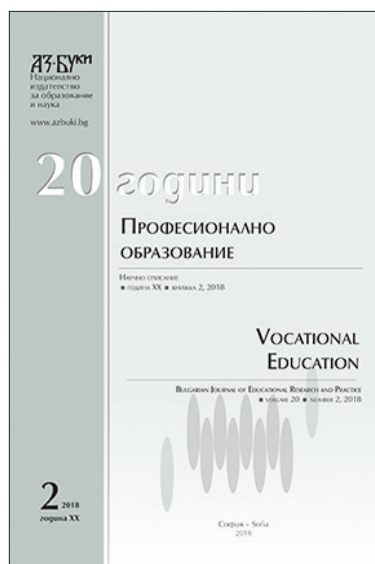 АЗ·БУКИ
Национално
издателство
за образование
и наука
www.azbuki.bg
20 години
ПРОФЕСИОНАЛНО
ОБРАЗОВАНИЕ
НАУЧНО СПИСАНИЕ
▪ ГОДИНА XX ▪ КНИЖКА 2, 2018
VOCATIONAL
EDUCATION
BULGARIAN JOURNAL OF EDUCATIONAL RESEARCH AND PRACTICE
▪ VOLUME 20 ▪ NUMBER 2, 2018
2 2018
година XX
София – Sofia
2018